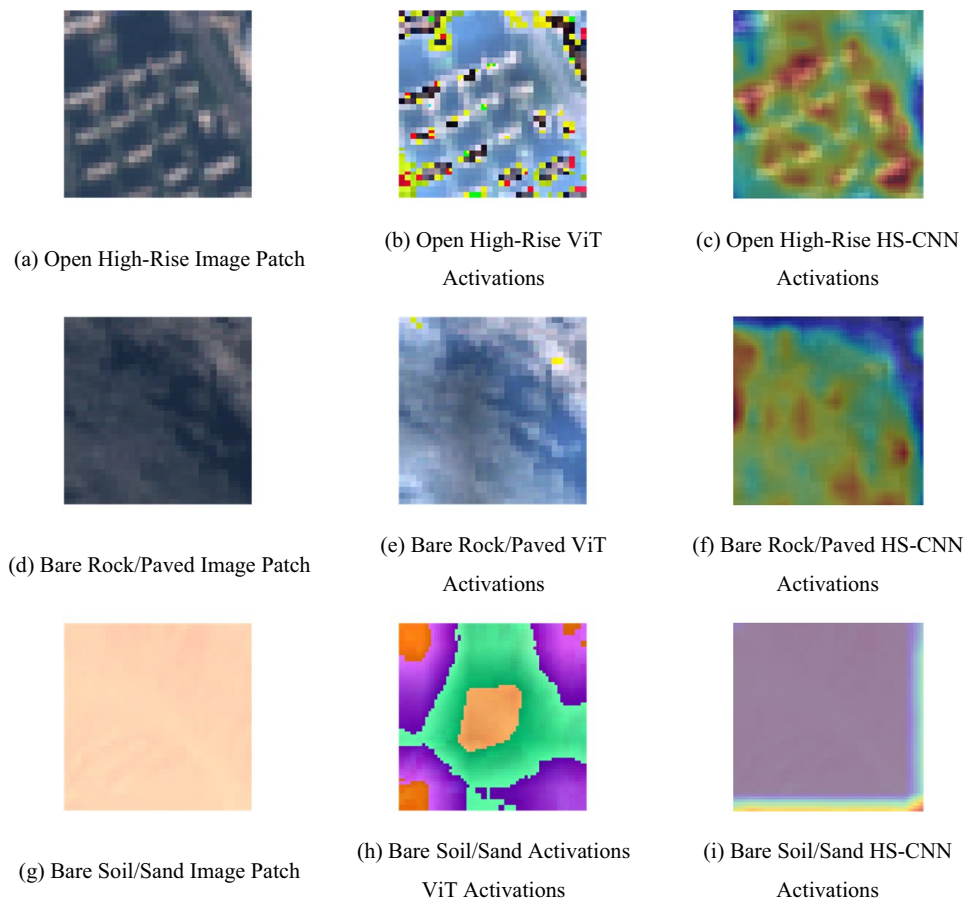 (a) Open High-Rise Image Patch
(b) Open High-Rise ViT
Activations
(c) Open High-Rise HS-CNN
Activations
(d) Bare Rock/Paved Image Patch
(e) Bare Rock/Paved ViT
Activations
(f) Bare Rock/Paved HS-CNN
Activations
(g) Bare Soil/Sand Image Patch
(h) Bare Soil/Sand Activations
ViT Activations
(i) Bare Soil/Sand HS-CNN
Activations